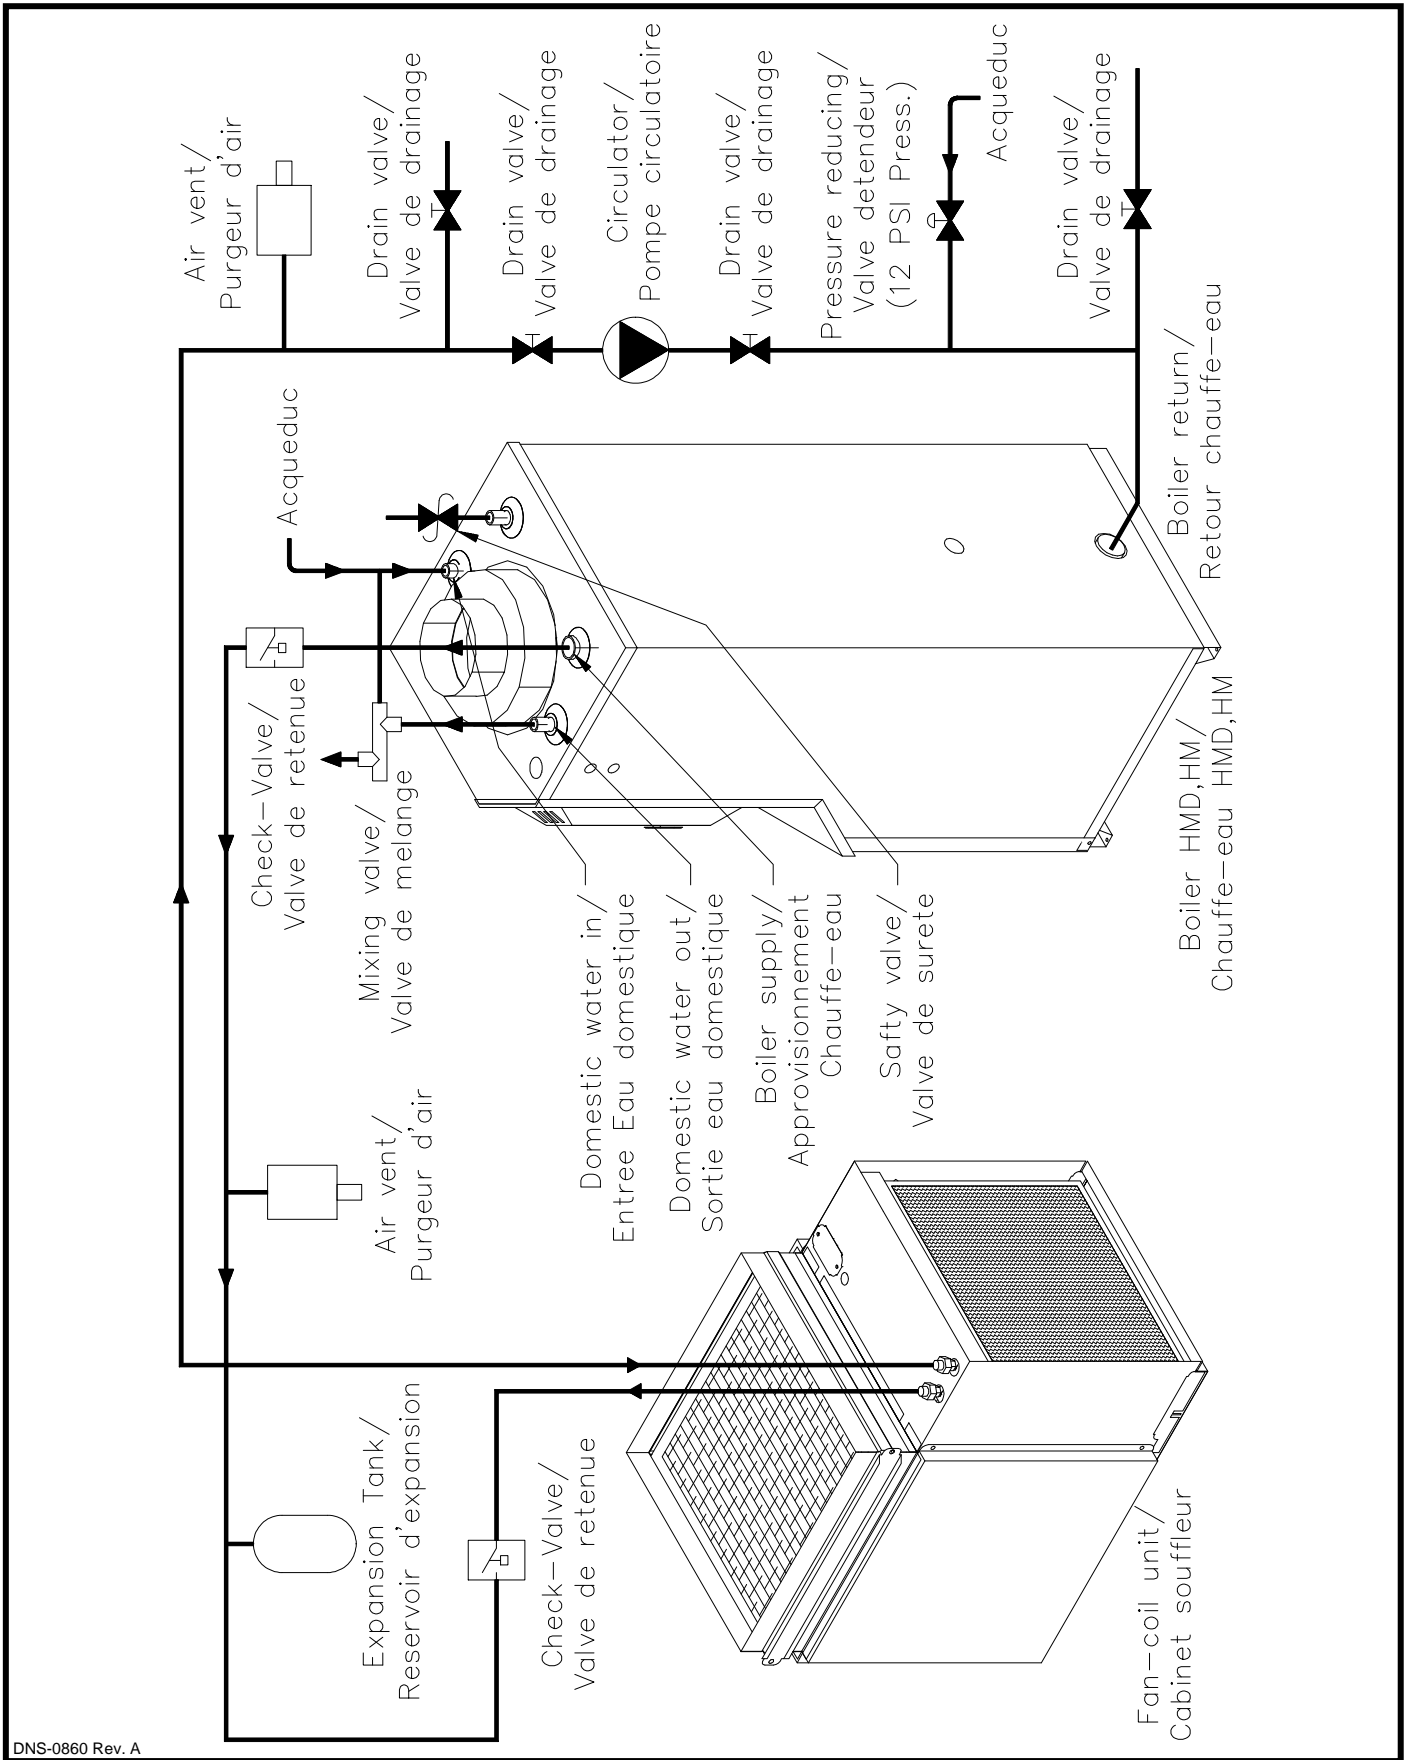 Air vent/
Purgeur d'air
Drain valve/
Valve de drainage
Drain valve/
Valve de drainage
Circulator/
Pompe circulatoire
Drain valve/
Valve de drainage
Pressure reducing/
Valve detendeur
(12 PSI Press.)
Acqueduc
Drain valve/
Valve de drainage
Acqueduc
Boiler return/
Retour chauffe-eau
Check-Valve/
Valve de retenue
Mixing valve/
Valve de melange
Domestic water in/
Entree Eau domestique
Domestic water out/
Sortie eau domestique
Boiler supply/
Approvisionnement
Chauffe-eau
Safty valve/
Valve de surete
Boiler HMD,HM/
Chauffe-eau HMD,HM
Air vent/
Purgeur d'air
Expansion Tank/
Reservoir d'expansion
Check-Valve/
Valve de retenue
Fan-coil unit/
Cabinet souffleur
DNS-0860 Rev. A